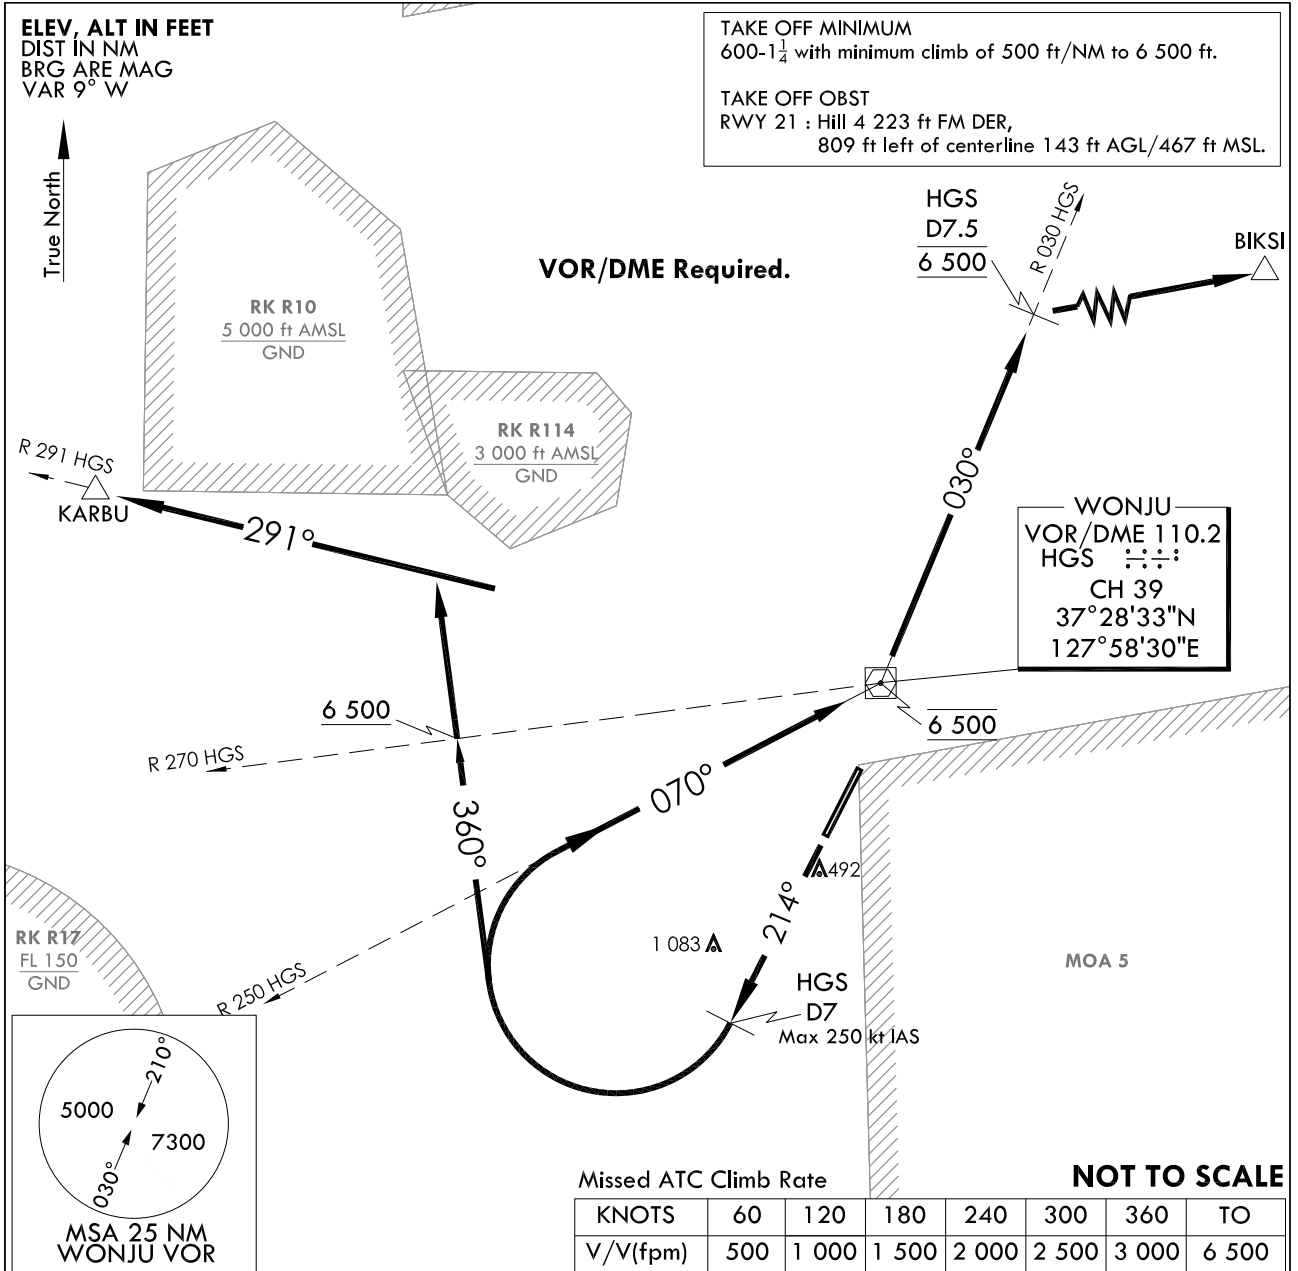 ELEV, ALT IN FEET
DIST IN NM
BRG ARE MAG
VAR 9° W
True North
TAKE OFF MINIMUM
600-1 1/4 with minimum climb of 500 ft/NM to 6 500 ft.
TAKE OFF OBST
RWY 21 : Hill 4 223 ft FM DER,
809 ft left of centerline 143 ft AGL/467 ft MSL.
VOR/DME Required.
HGS
D7.5
6 500
R 030 HGS
BIKSI
RK R10
5 000 ft AMSL
GND
RK R114
3 000 ft AMSL
GND
R 291 HGS
KARBU
291°
030°
WONJU
VOR/DME 110.2
HGS
CH 39
37°28'33"N
127°58'30"E
6 500
6 500
R 270 HGS
070°
360°
492
214°
1 083
RK R17
FL 150
GND
R 250 HGS
HGS
D7
Max 250 kt IAS
MOA 5
210°
5000
7300
030°
MSA 25 NM
WONJU VOR
Missed ATC Climb Rate
NOT TO SCALE
KNOTS 60 120 180 240 300 360 TO
V/V(fpm) 500 1 000 1 500 2 000 2 500 3 000 6 500